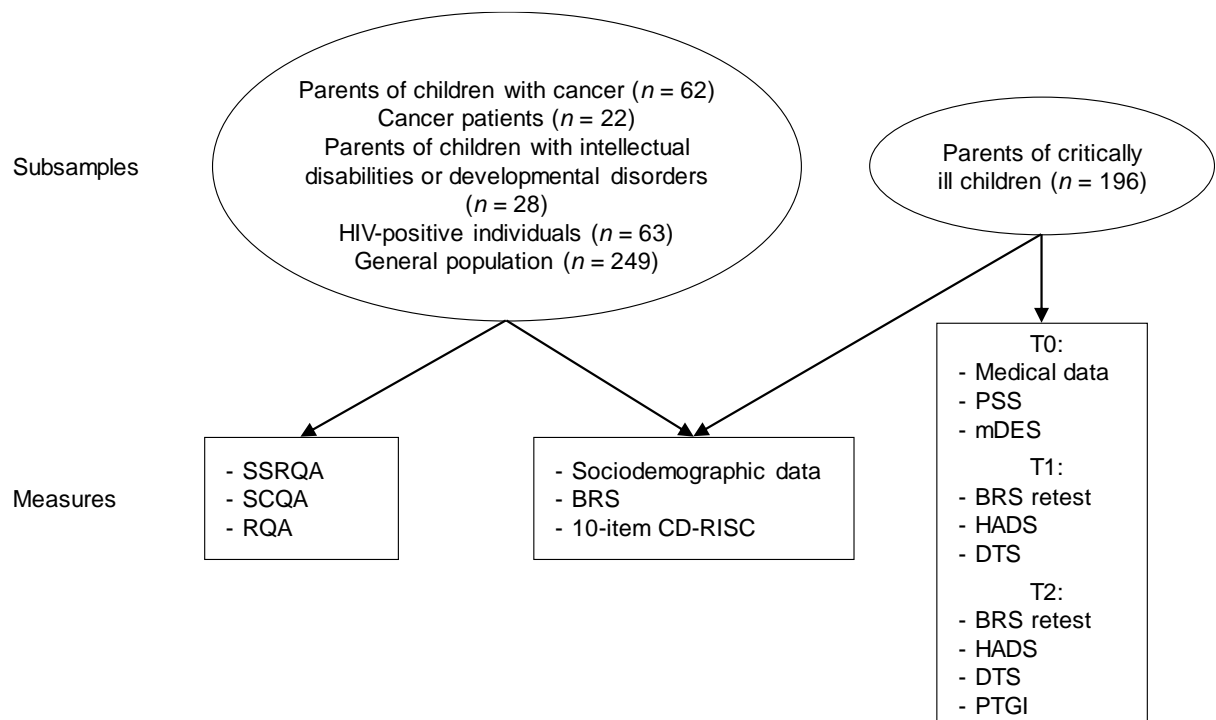 Parents of children with cancer (n = 62)
Cancer patients (n = 22)
Parents of children with intellectual
disabilities or developmental disorders
(n = 28)
HIV-positive individuals (n = 63)
General population (n = 249)
Subsamples
Parents of critically
ill children (n = 196)
Measures
- SSRQA
- SCQA
- RQA
- Sociodemographic data
- BRS
- 10-item CD-RISC
T0:
- Medical data
- PSS
- mDES
T1:
- BRS retest
- HADS
- DTS
T2:
- BRS retest
- HADS
- DTS
- PTGI